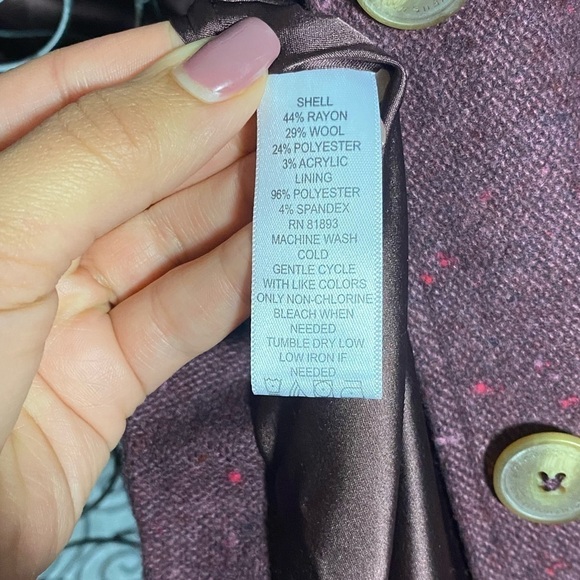 SHELL
44% RAYON
29% WOOL
24% POLYESTER
3% ACRYLIC
LINING
96% POLYESTER
4% SPANDEX
RN 81893
MACHINE WASH
COLD
GENTLE CYCLE
WITH LIKE COLORS
ONLY NON-CHLORINE
BLEACH WHEN
NEEDED
TUMBLE DRY LOW
LOW IRON IF
NEEDED